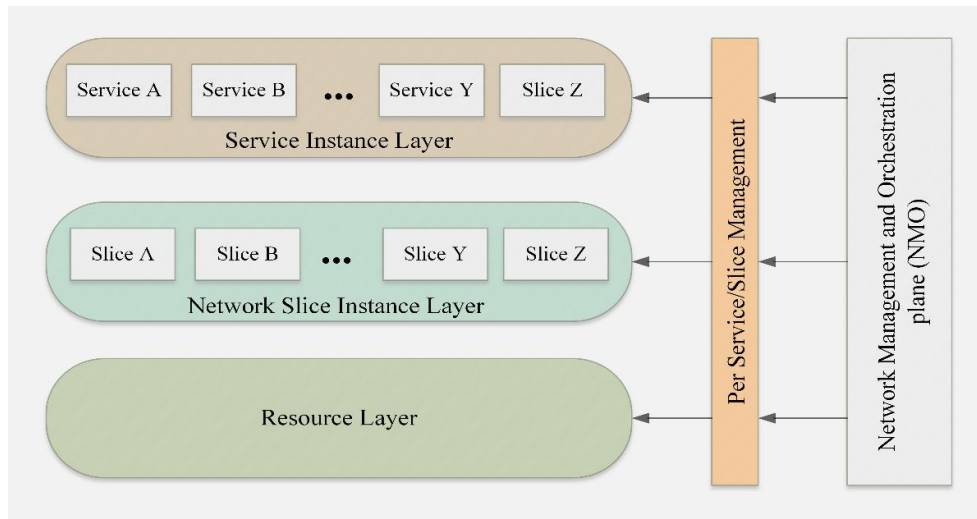 Service A
Service B
...
Service Y
Slice Z
Service Instance Layer
Slice A
Slice B
...
Slice Y
Slice Z
Network Slice Instance Layer
Resource Layer
Per Service/Slice Management
Network Management and Orchestration
plane (NMO)